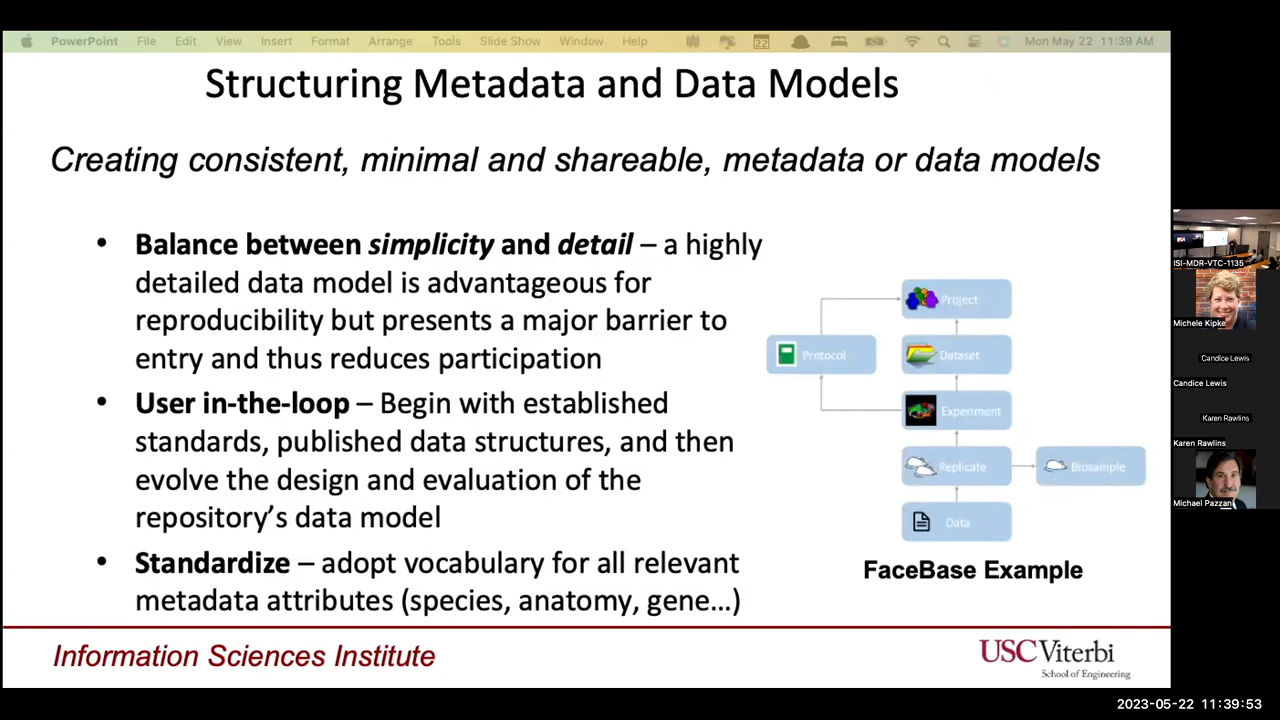 PowerPoint File Edit View Insert Format Arrange Tools Slide Show Window Help 22 Mon May 22 11:39 AM
Structuring Metadata and Data Models
Creating consistent, minimal and shareable, metadata or data models
• Balance between simplicity and detail – a highly
detailed data model is advantageous for
reproducibility but presents a major barrier to
entry and thus reduces participation
• User in-the-loop – Begin with established
standards, published data structures, and then
evolve the design and evaluation of the
repository’s data model
• Standardize – adopt vocabulary for all relevant
metadata attributes (species, anatomy, gene…)
Project
Protocol
Dataset
Experiment
Replicate
Biosample
Data
FaceBase Example
Information Sciences Institute
USC Viterbi
School of Engineering
ISI-MDR-VTC-1135
Michele Kipke
Candice Lewis
Candice Lewis
Karen Rawlins
Karen Rawlins
Michael Pazzani
2023-05-22 11:39:53